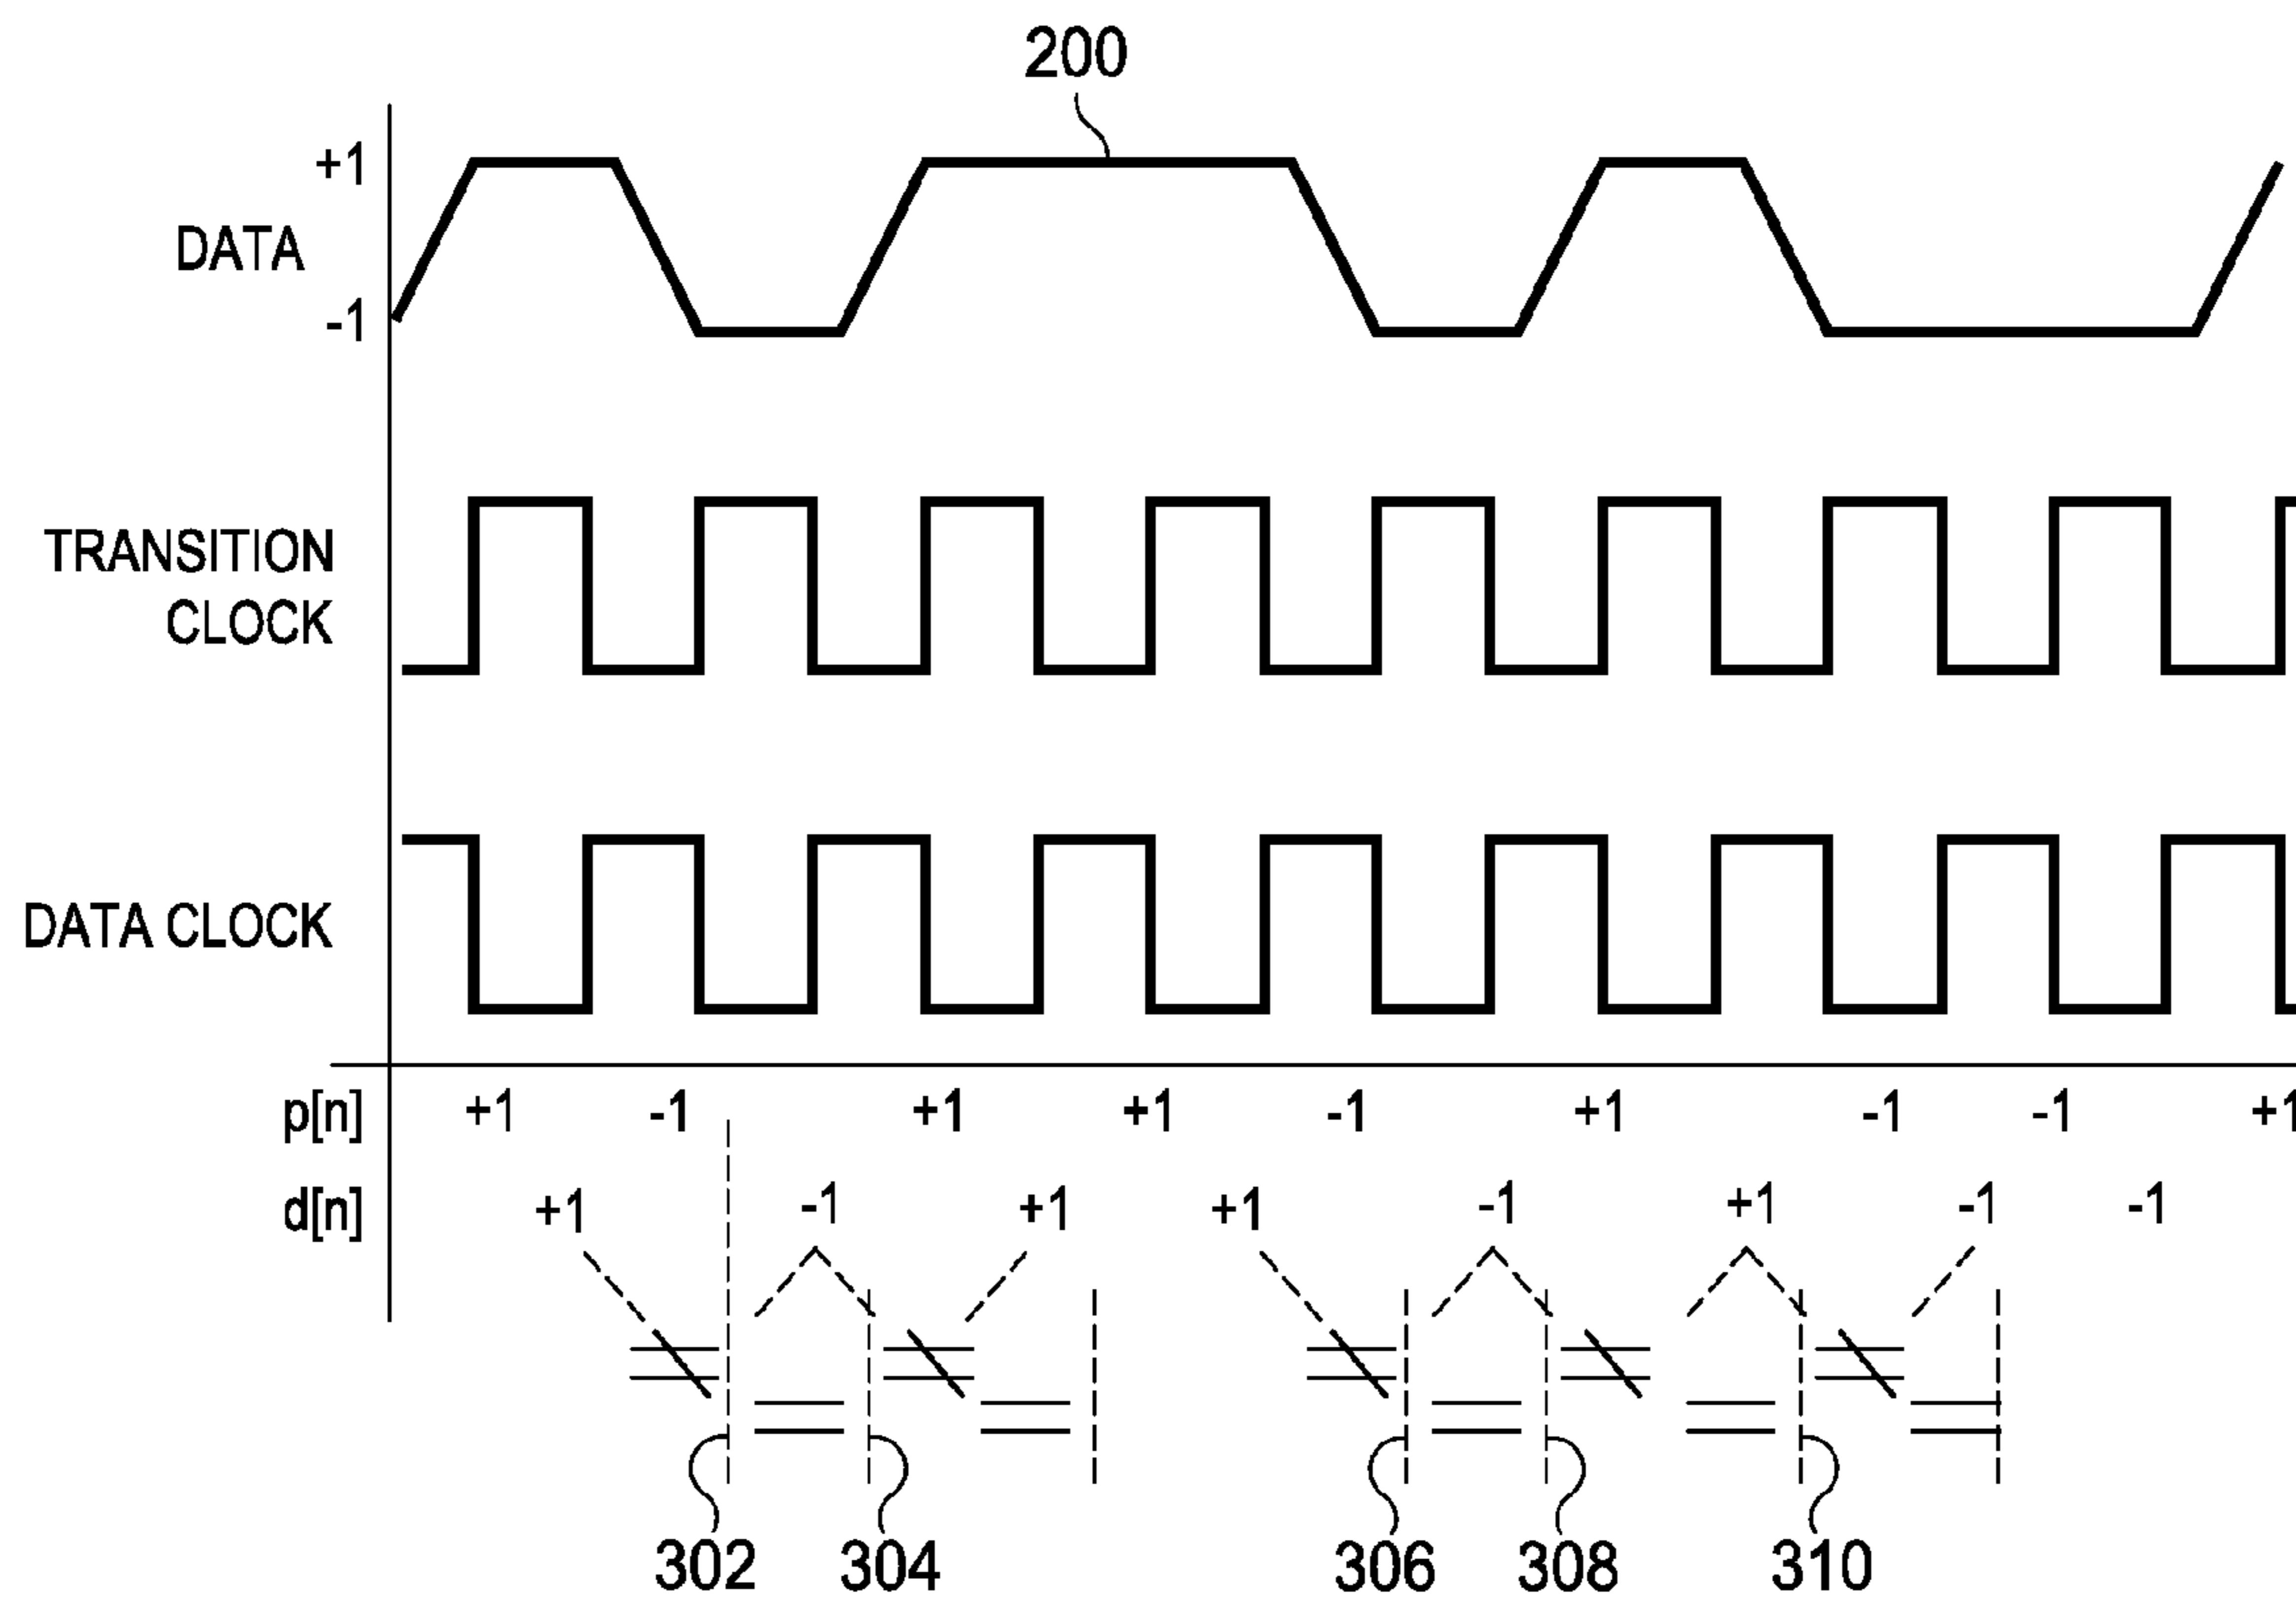 200
+1
DATA
-1
TRANSITION
CLOCK
DATA CLOCK
p[n] +1 -1 +1 +1 -1 +1 -1 -1 +1
d[n] +1 -1 +1 +1 -1 +1 -1 -1
302 304 306 308 310